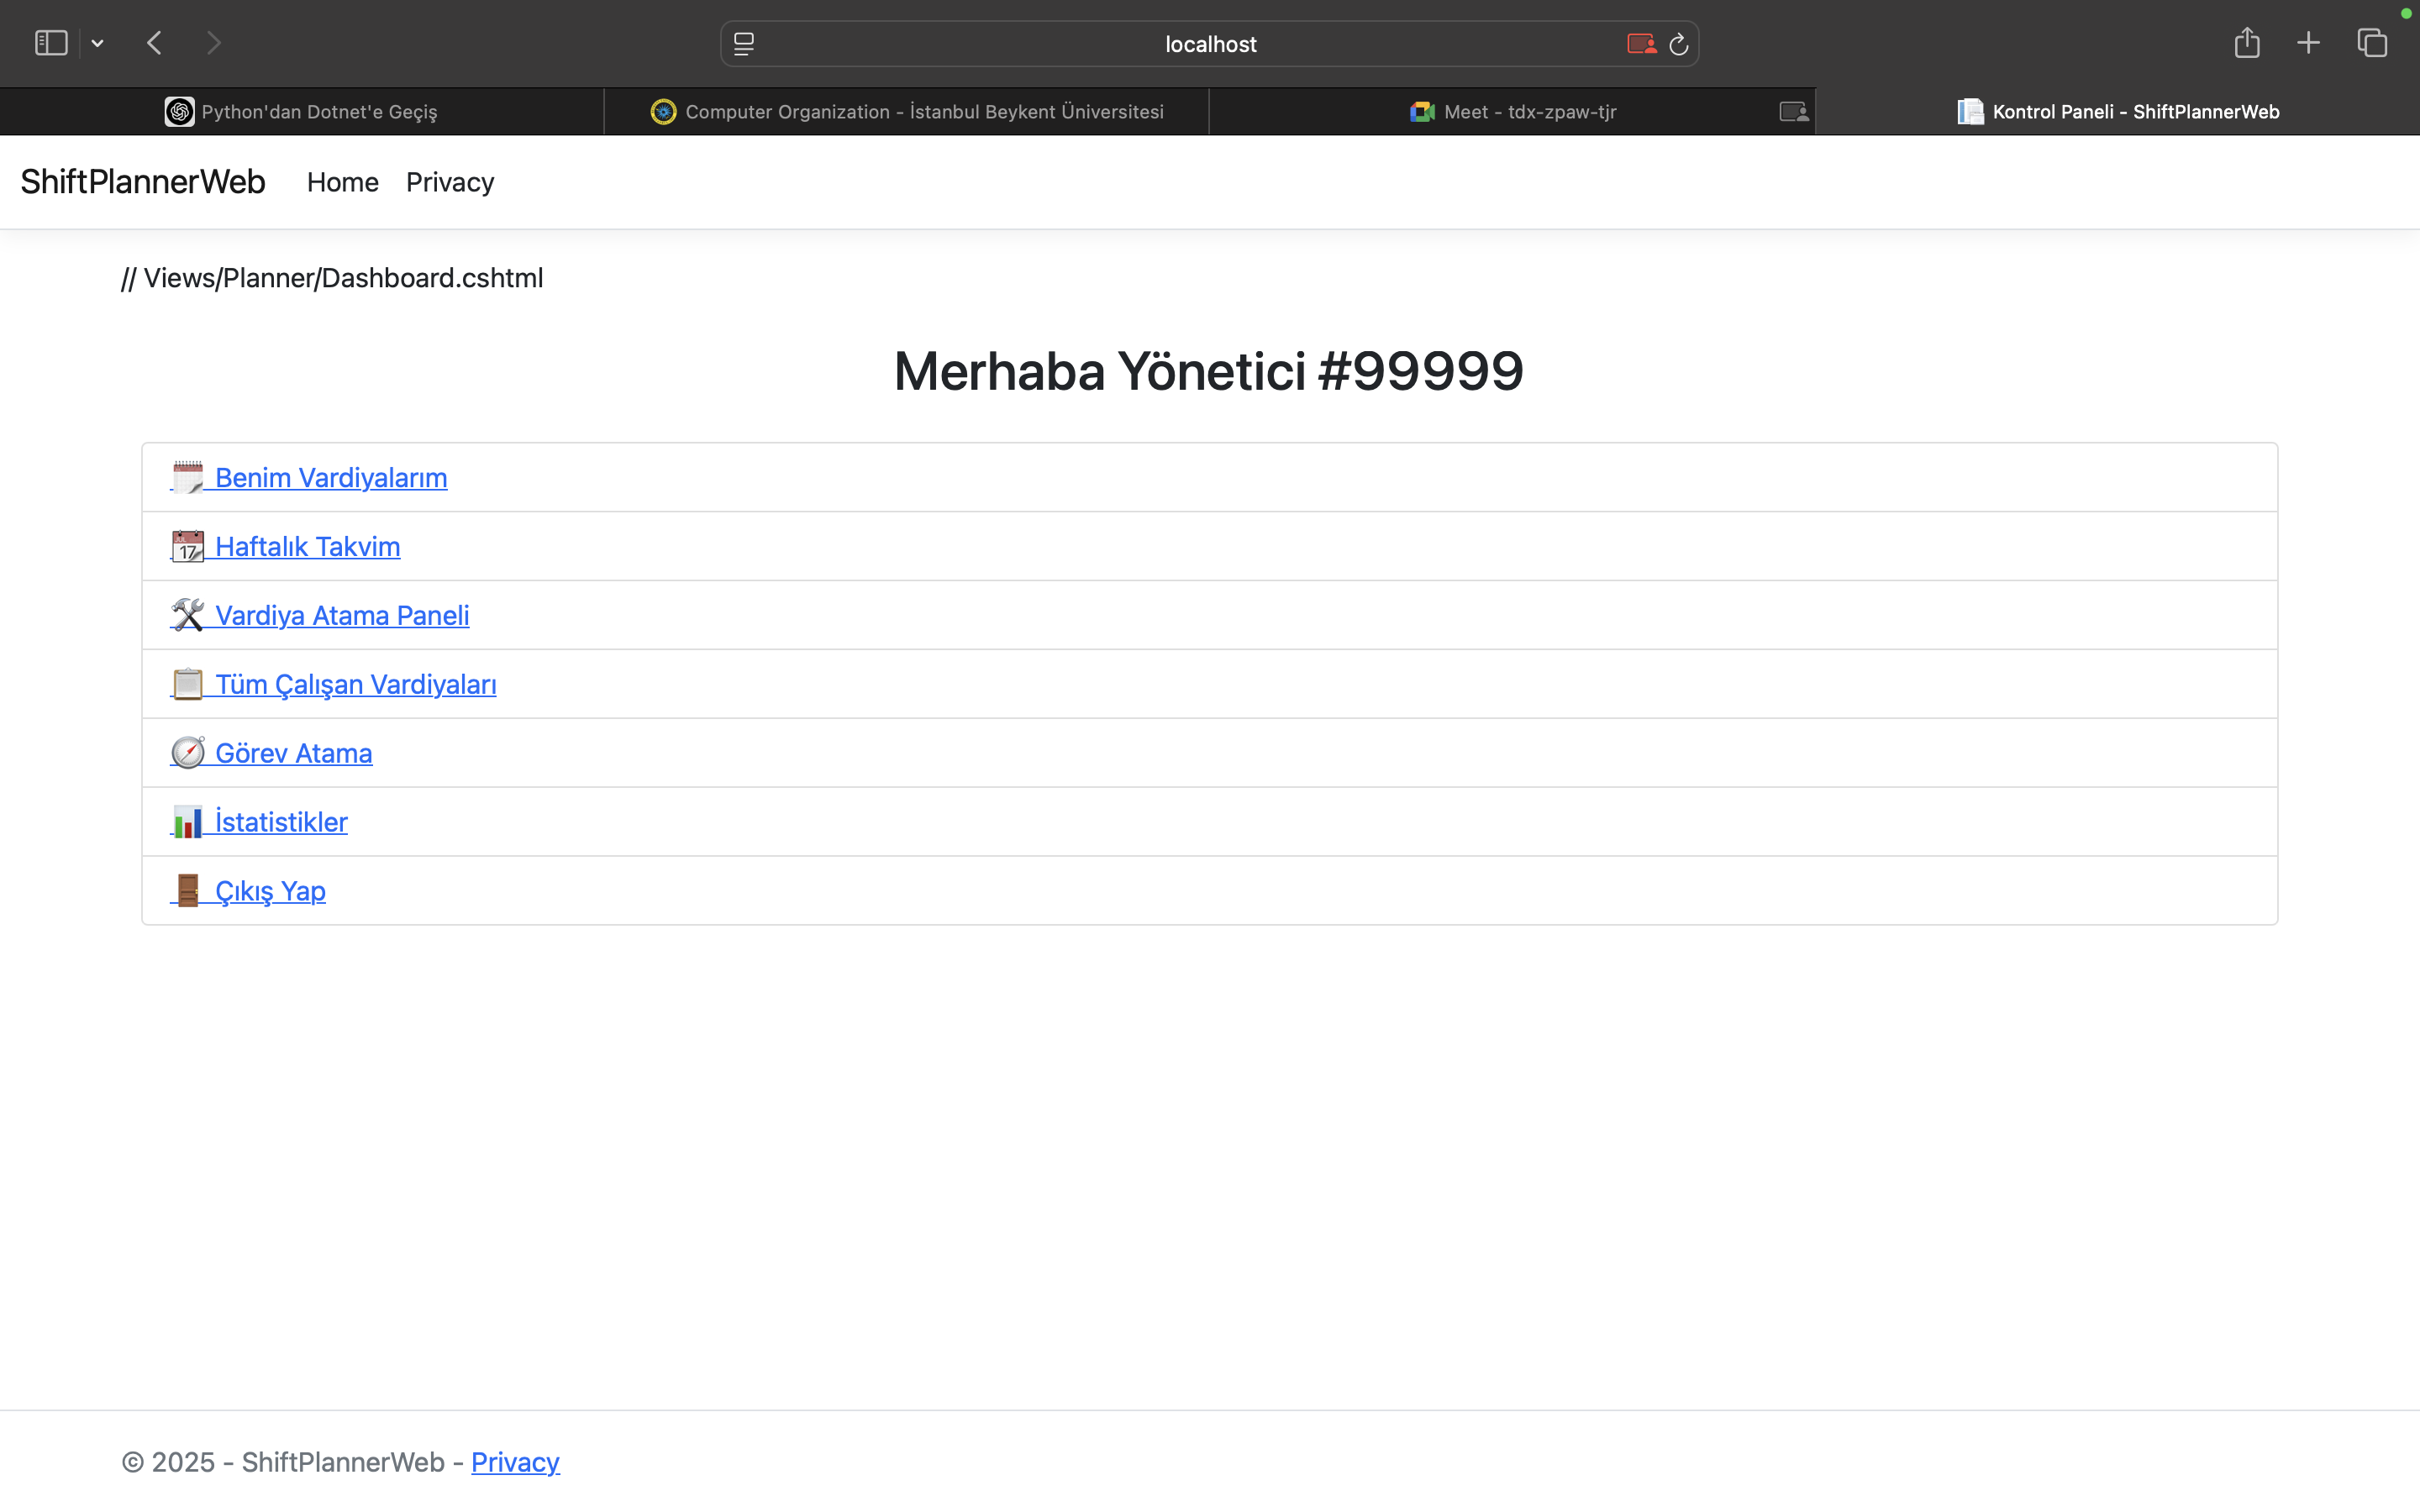 localhost
Python'dan Dotnet'e Geçiş
Computer Organization - İstanbul Beykent Üniversitesi
Meet - tdx-zpaw-tjr
Kontrol Paneli - ShiftPlannerWeb
ShiftPlannerWeb Home Privacy
// Views/Planner/Dashboard.cshtml
Merhaba Yönetici #99999
Benim Vardiyalarım
17 Haftalık Takvim
Vardiya Atama Paneli
Tüm Çalışan Vardiyaları
Görev Atama
İstatistikler
Çıkış Yap
© 2025 - ShiftPlannerWeb - Privacy